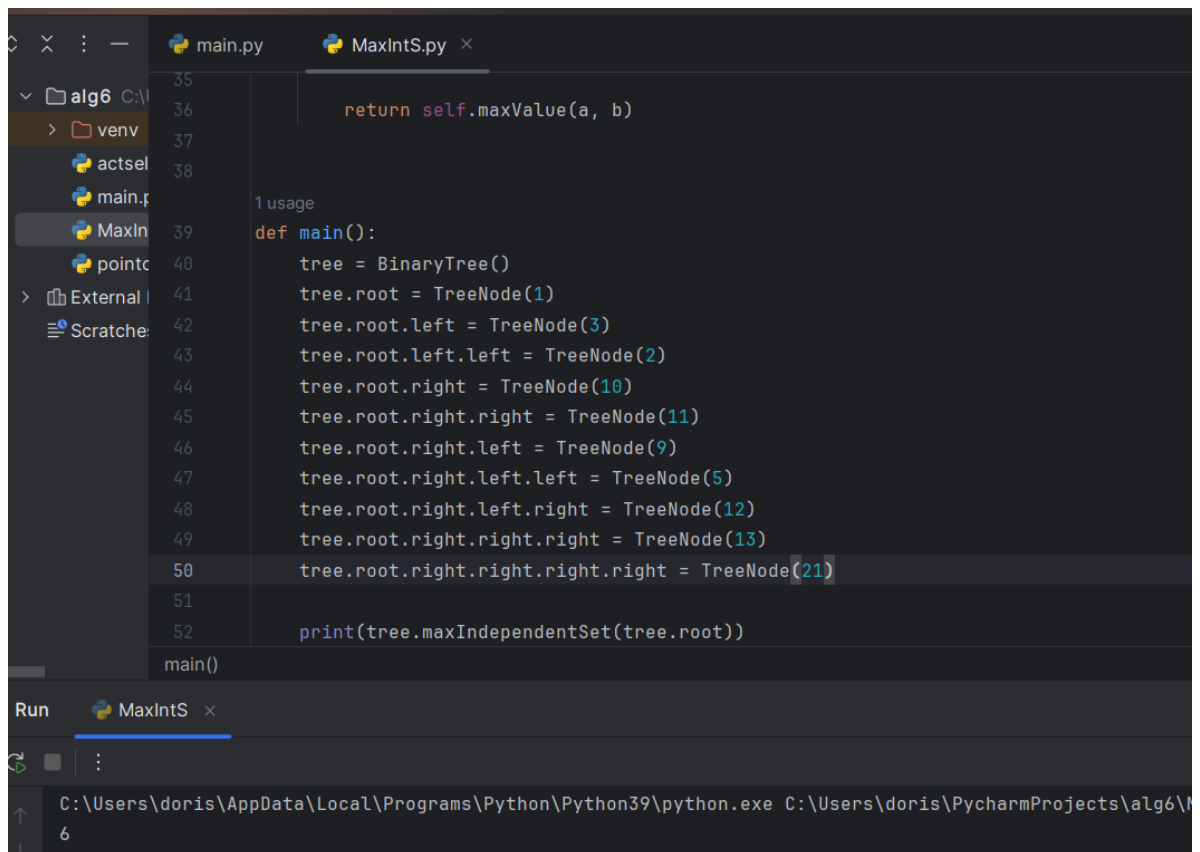 main.py MaxIntS.py
alg6 C:\
venv
actsel
main.p
MaxIn
pointc
External
Scratche
35
36 return self.maxValue(a, b)
37
38
1 usage
39 def main():
40 tree = BinaryTree()
41 tree.root = TreeNode(1)
42 tree.root.left = TreeNode(3)
43 tree.root.left.left = TreeNode(2)
44 tree.root.right = TreeNode(10)
45 tree.root.right.right = TreeNode(11)
46 tree.root.right.left = TreeNode(9)
47 tree.root.right.left.left = TreeNode(5)
48 tree.root.right.left.right = TreeNode(12)
49 tree.root.right.right.right = TreeNode(13)
50 tree.root.right.right.right.right = TreeNode(21)
51
52 print(tree.maxIndependentSet(tree.root))
main()
Run MaxIntS
C:\Users\doris\AppData\Local\Programs\Python\Python39\python.exe C:\Users\doris\PycharmProjects\alg6\M
6